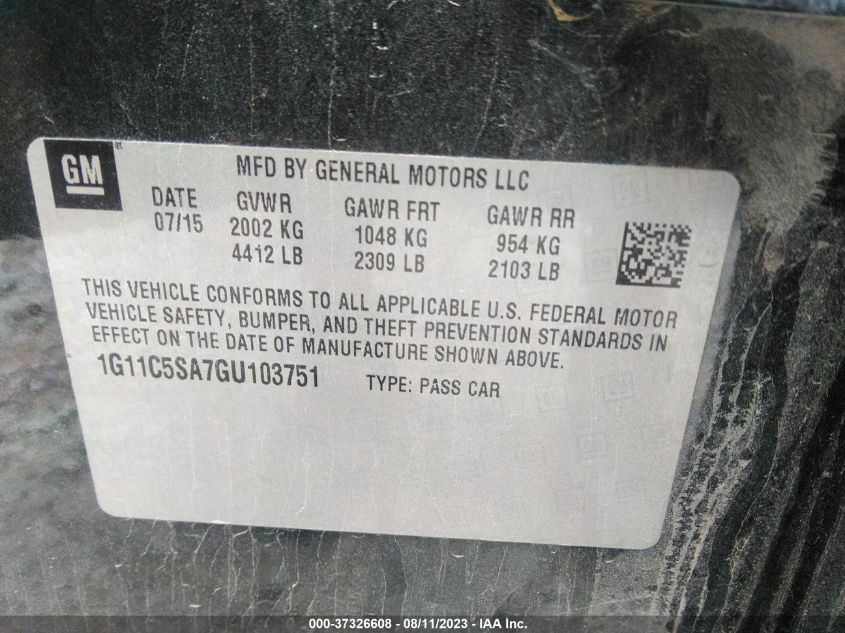 GM
MFD BY GENERAL MOTORS LLC
DATE GVWR GAWR FRT GAWR RR
07/15 2002 KG 1048 KG 954 KG
4412 LB 2309 LB 2103 LB
THIS VEHICLE CONFORMS TO ALL APPLICABLE U.S. FEDERAL MOTOR
VEHICLE SAFETY, BUMPER, AND THEFT PREVENTION STANDARDS IN
EFFECT ON THE DATE OF MANUFACTURE SHOWN ABOVE.
1G11C5SA7GU103751 TYPE: PASS CAR
000-37326608 - 08/11/2023 - IAA Inc.